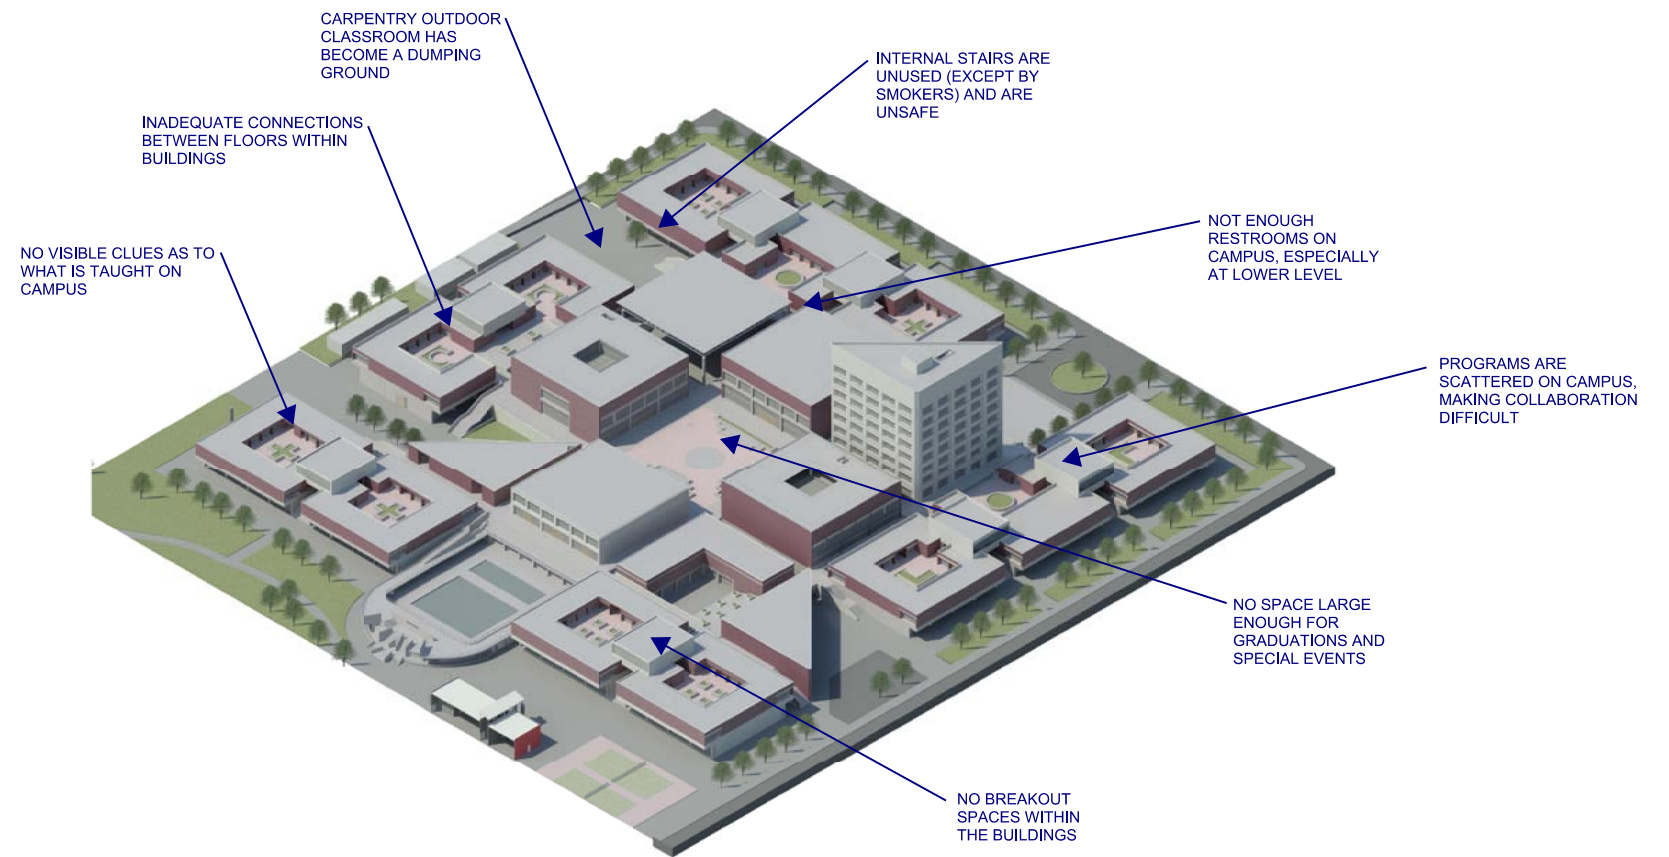 CARPENTRY OUTDOOR
CLASSROOM HAS
BECOME A DUMPING
GROUND
INTERNAL STAIRS ARE
UNUSED (EXCEPT BY
SMOKERS) AND ARE
UNSAFE
INADEQUATE CONNECTIONS
BETWEEN FLOORS WITHIN
BUILDINGS
NOT ENOUGH
RESTROOMS ON
CAMPUS, ESPECIALLY
AT LOWER LEVEL
NO VISIBLE CLUES AS TO
WHAT IS TAUGHT ON
CAMPUS
PROGRAMS ARE
SCATTERED ON CAMPUS,
MAKING COLLABORATION
DIFFICULT
NO SPACE LARGE
ENOUGH FOR
GRADUATIONS AND
SPECIAL EVENTS
NO BREAKOUT
SPACES WITHIN
THE BUILDINGS